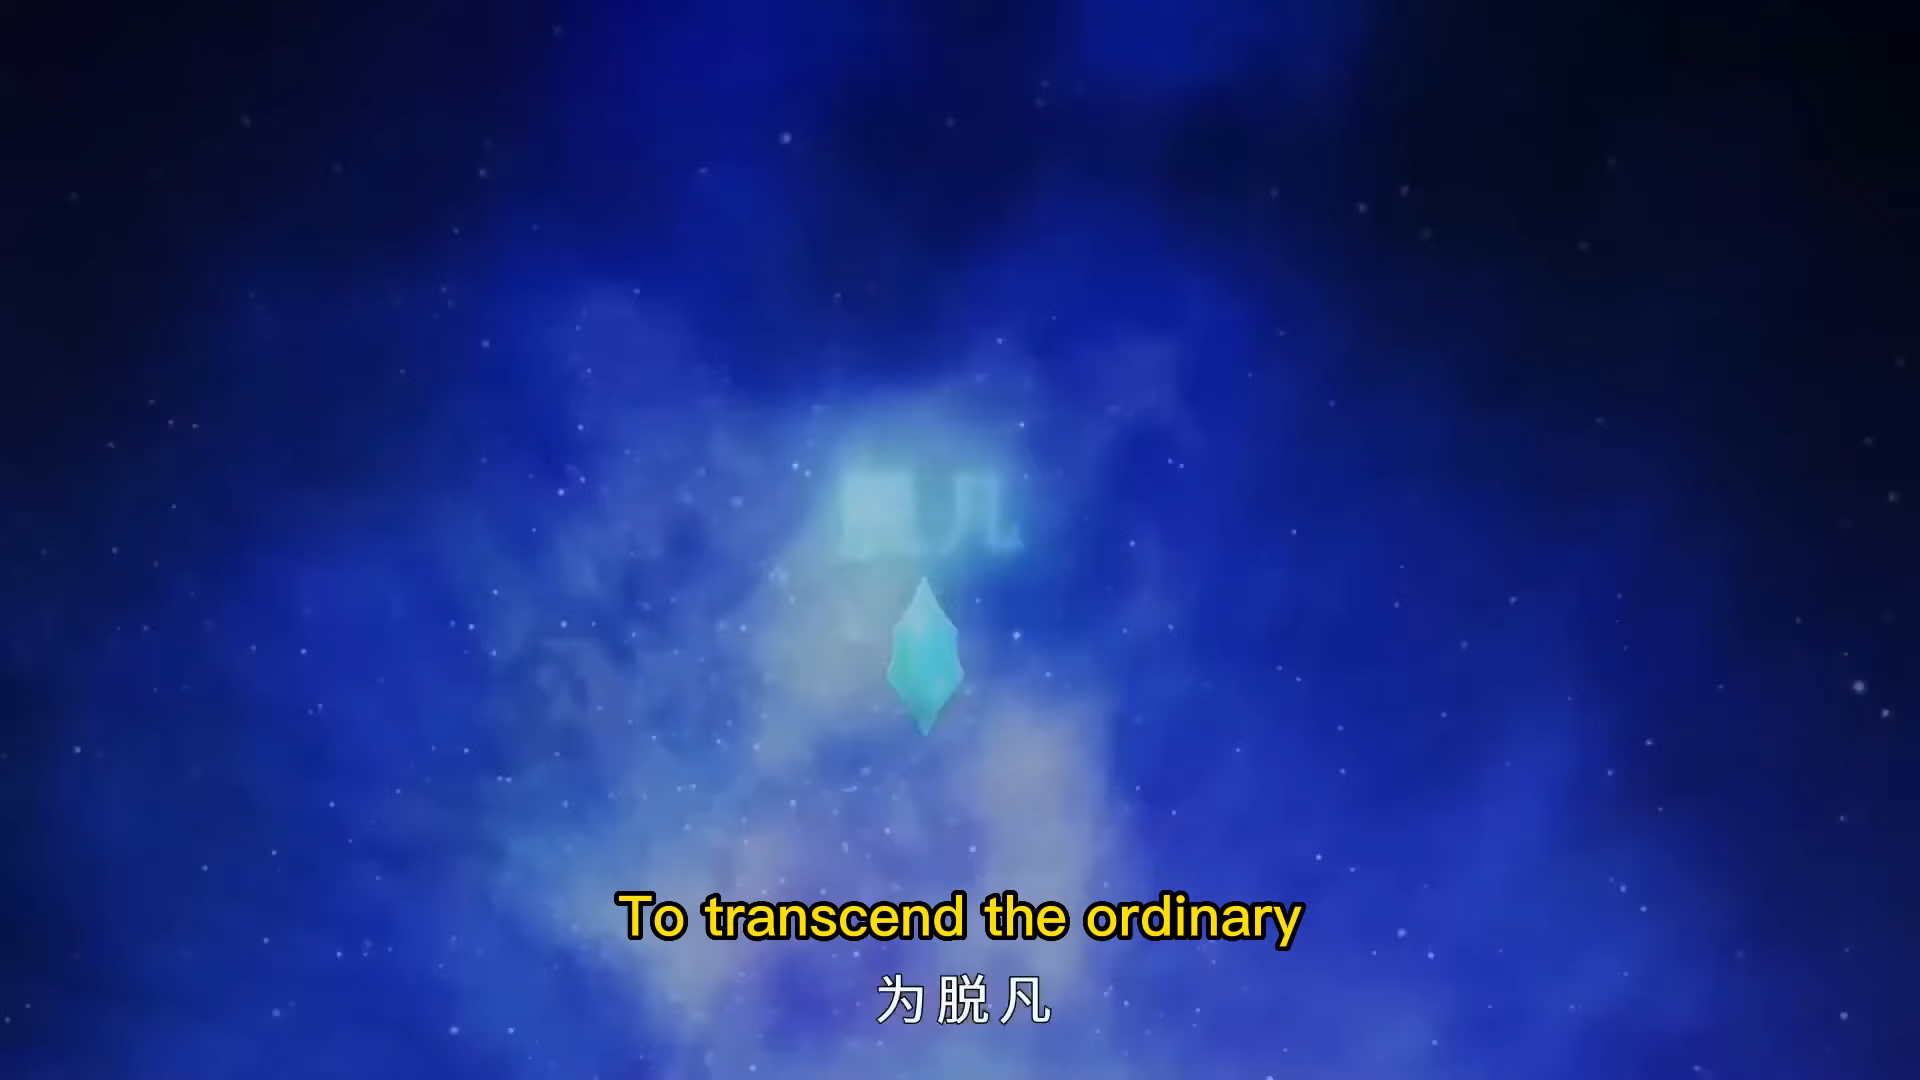 To transcend the ordinary
为脱凡